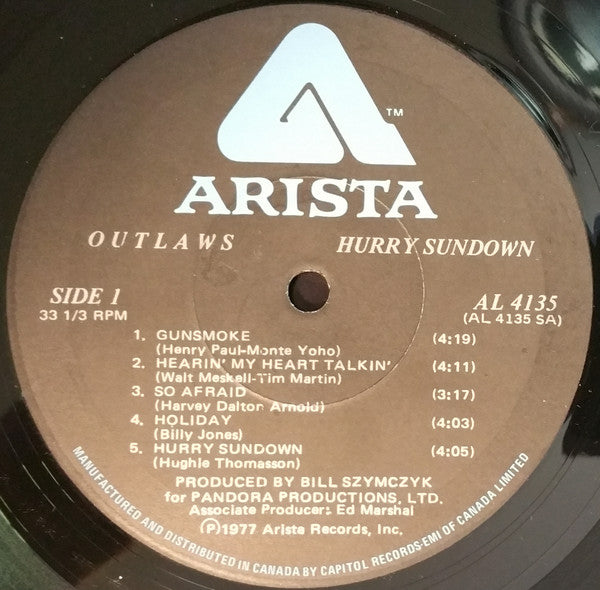 ™
ARISTA
OUTLAWS HURRY SUNDOWN
SIDE 1 AL 4135
33 1/3 RPM (AL 4135 SA)
1. GUNSMOKE (4:19)
(Henry Paul-Monte Yoho)
2. HEARIN' MY HEART TALKIN' (4:11)
(Walt Meskell-Tim Martin)
3. SO AFRAID (3:17)
(Harvey Dalton Arnold)
4. HOLIDAY (4:03)
(Billy Jones)
5. HURRY SUNDOWN (4:05)
(Hughie Thomasson)
PRODUCED BY BILL SZYMCZYK
for PANDORA PRODUCTIONS, LTD.
Associate Producer: Ed Marshal
Ⓟ1977 Arista Records, Inc.
MANUFACTURED AND DISTRIBUTED IN CANADA BY CAPITOL RECORDS-EMI OF CANADA LIMITED